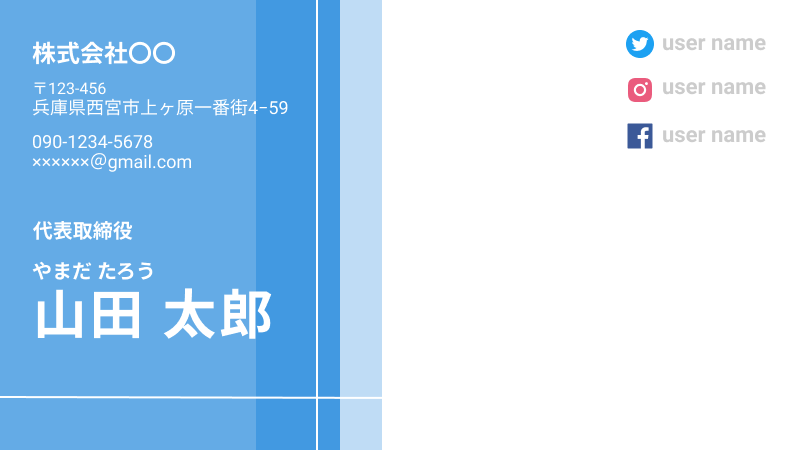 株式会社〇〇
〒123-456
兵庫県西宮市上ヶ原一番街4−59
090-1234-5678
××××××＠gmail.com
代表取締役
やまだ たろう
山田 太郎
user name
user name
user name